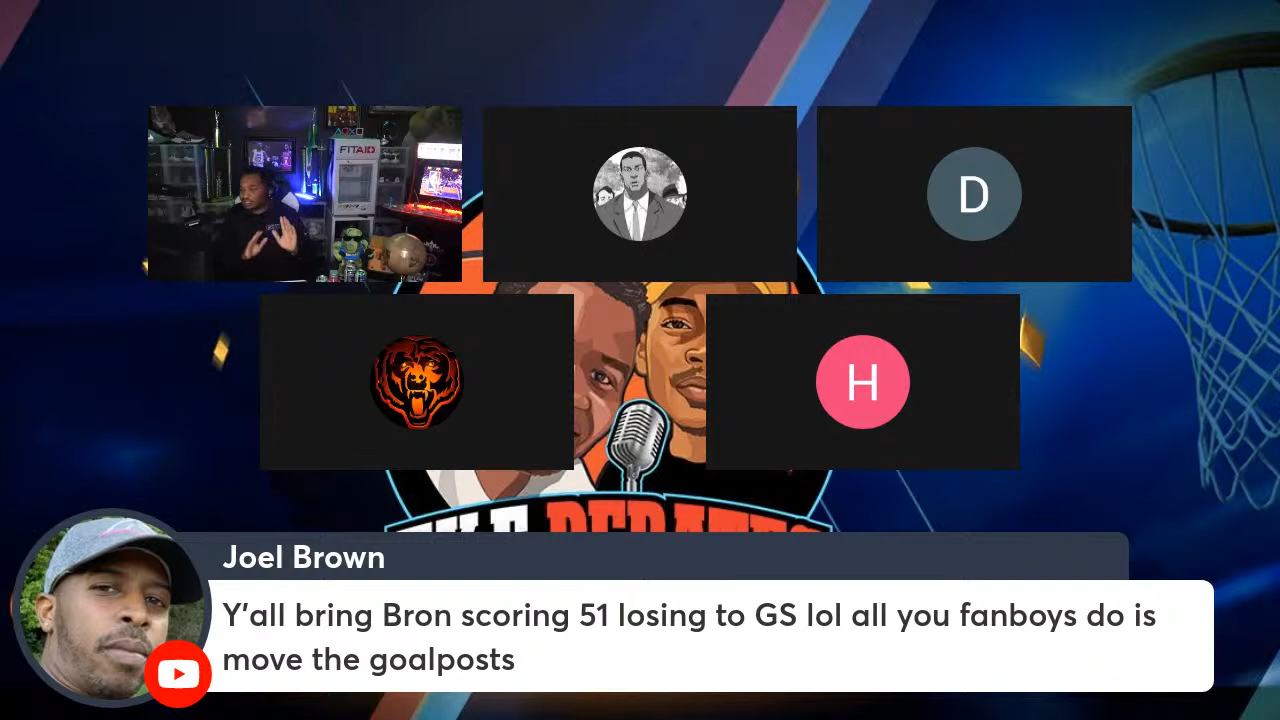 FITAID
D
H
DEBATES
Joel Brown
Y'all bring Bron scoring 51 losing to GS lol all you fanboys do is
move the goalposts